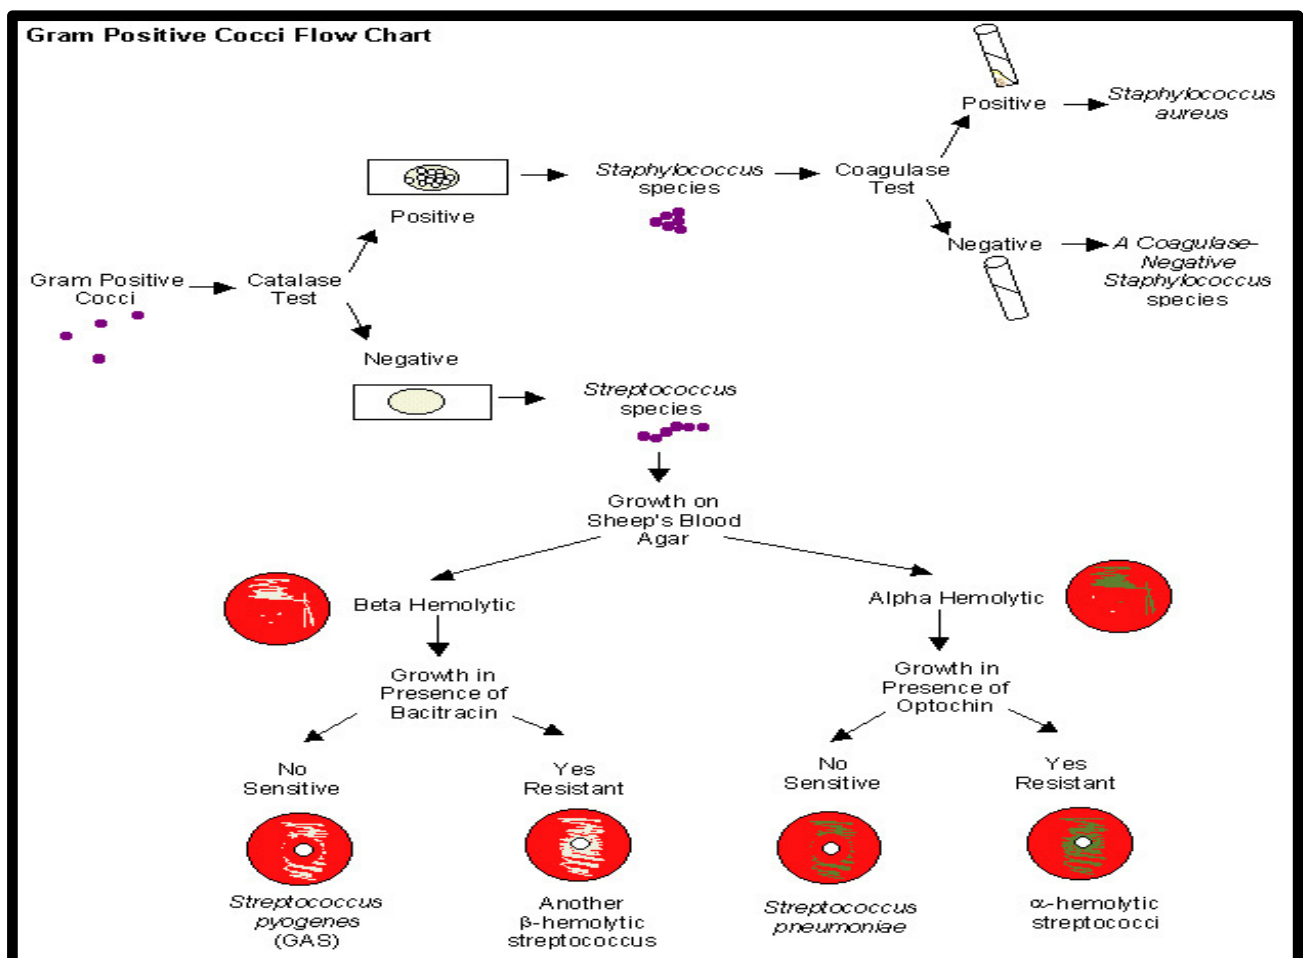 Gram Positive Cocci Flow Chart
Positive
Staphylococcus
aureus
Staphylococcus
species
Coagulase
Test
Positive
Negative
A Coagulase-
Negative
Staphylococcus
species
Gram Positive
Cocci
Catalase
Test
Negative
Streptococcus
species
Growth on
Sheep's Blood
Agar
Beta Hemolytic
Alpha Hemolytic
Growth in
Presence of
Bacitracin
Growth in
Presence of
Optochin
No
Sensitive
Yes
Resistant
No
Sensitive
Yes
Resistant
Streptococcus
pyogenes
(GAS)
Another
β-hemolytic
streptococcus
Streptococcus
pneumoniae
α-hemolytic
streptococci